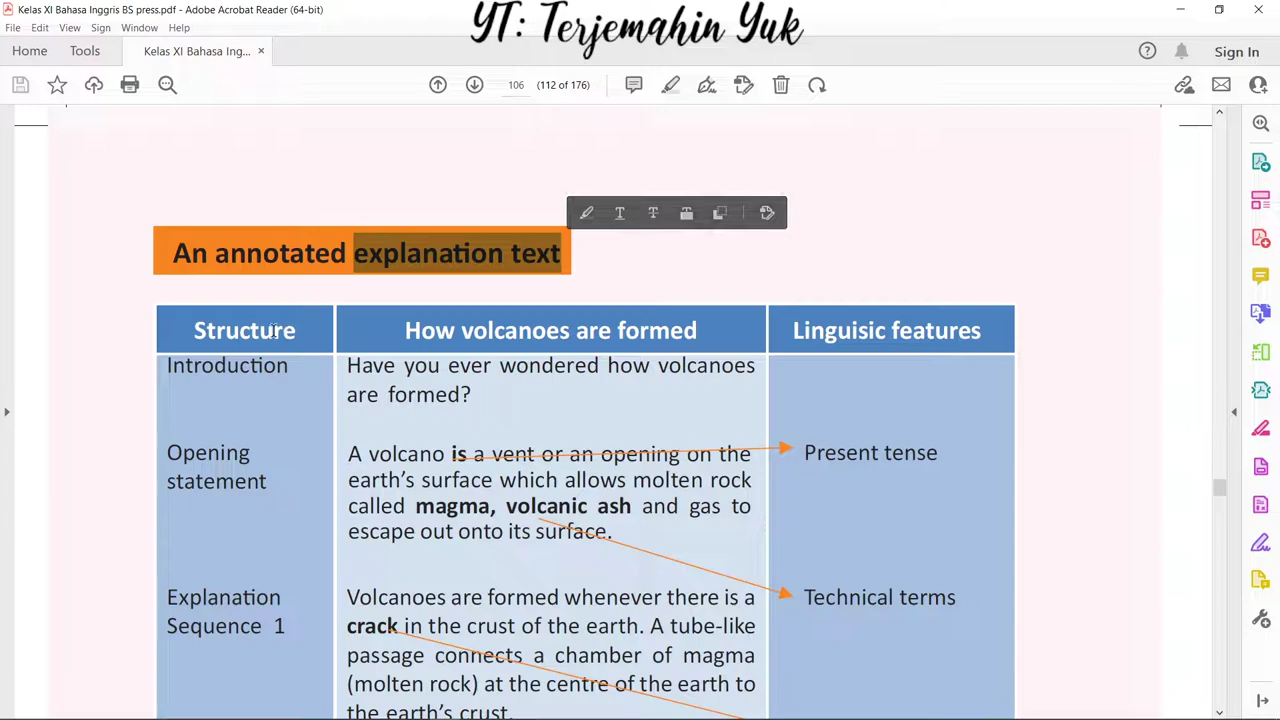 Kelas XI Bahasa Inggris BS press.pdf - Adobe Acrobat Reader (64-bit)
YT: Terjemahin Yuk
File Edit View Sign Window Help
Home Tools Kelas XI Bahasa Ing... × Sign In
106 (112 of 176)
An annotated explanation text
Structure
How volcanoes are formed
Linguisic features
Introduction
Have you ever wondered how volcanoes
are formed?
Opening
statement
A volcano is a vent or an opening on the
earth's surface which allows molten rock
called magma, volcanic ash and gas to
escape out onto its surface.
Present tense
Explanation
Sequence 1
Volcanoes are formed whenever there is a
crack in the crust of the earth. A tube-like
passage connects a chamber of magma
(molten rock) at the centre of the earth to
the earth's crust.
Technical terms